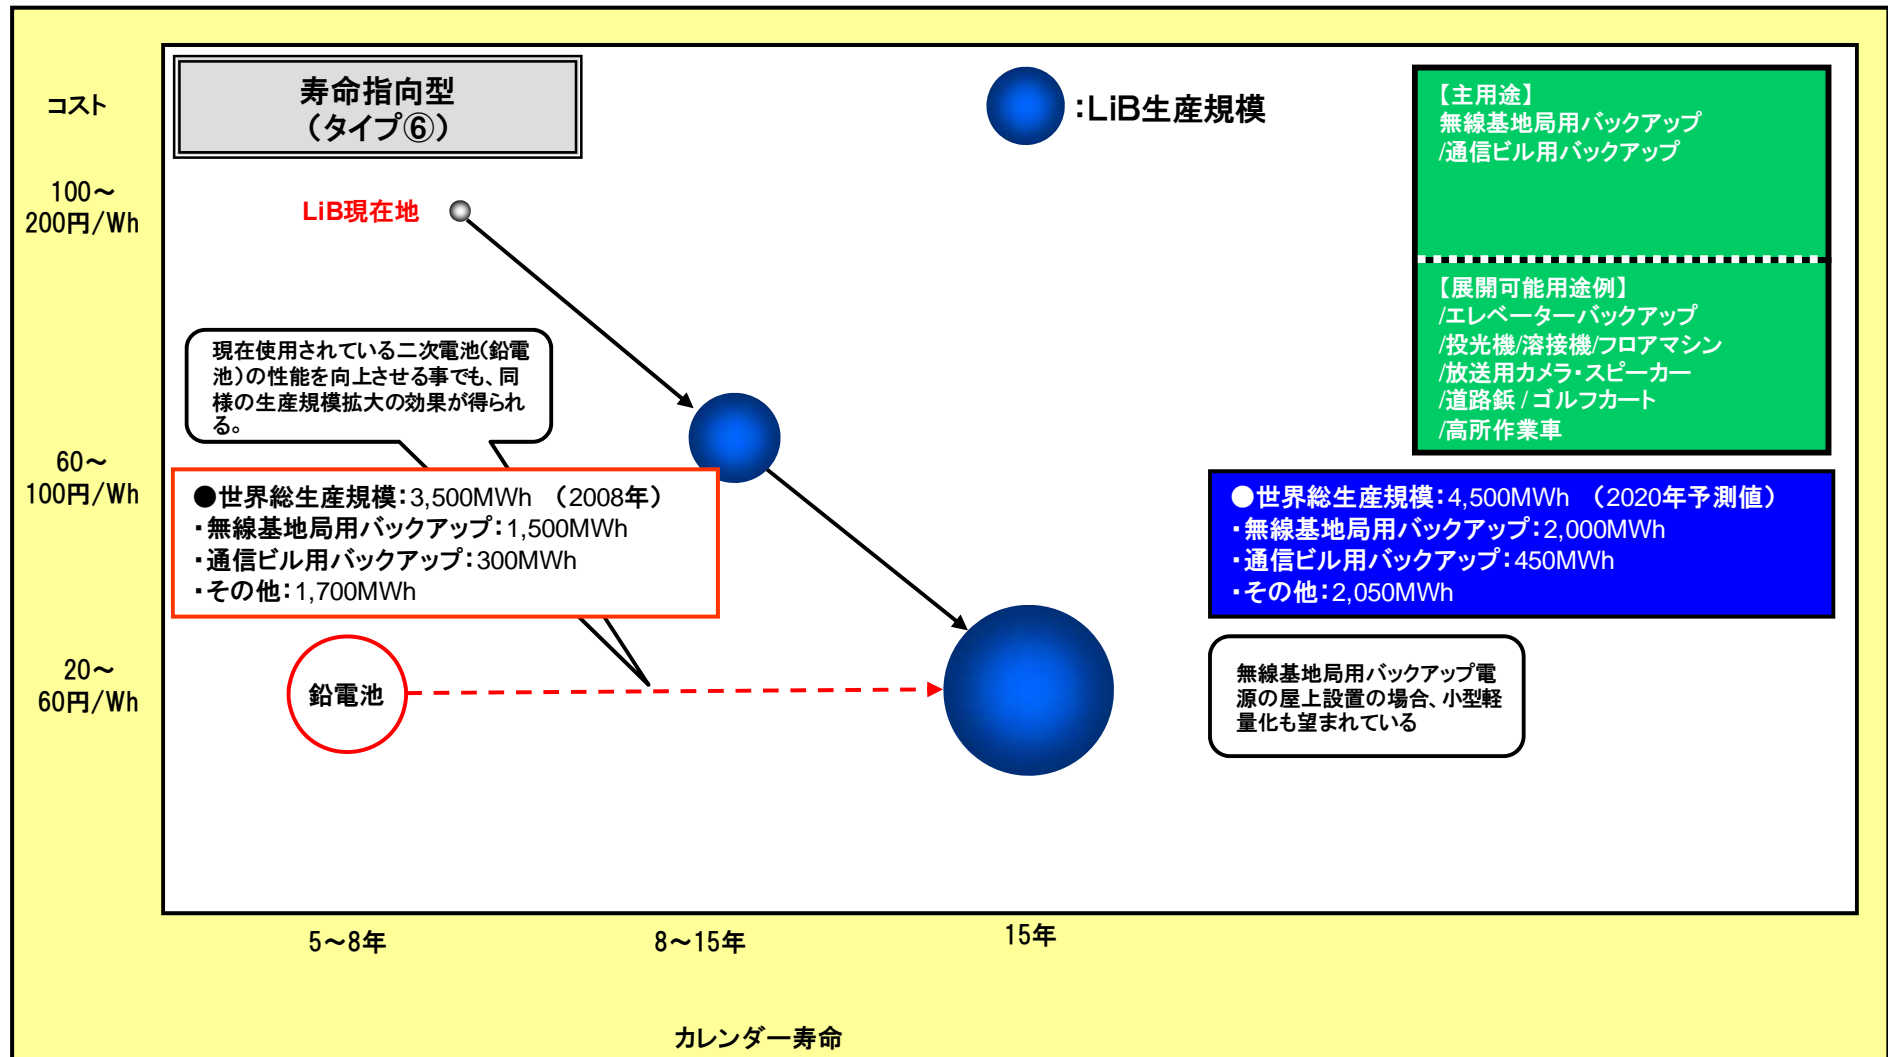 コスト
寿命指向型
（タイプ⑥）
：LiB生産規模
【主用途】
無線基地局用バックアップ
/通信ビル用バックアップ
100～
200円/Wh
LiB現在地
【展開可能用途例】
/エレベーターバックアップ
/投光機/溶接機/フロアマシン
/放送用カメラ・スピーカー
/道路鋲 / ゴルフカート
/高所作業車
現在使用されている二次電池（鉛電
池）の性能を向上させる事でも、同
様の生産規模拡大の効果が得られ
る。
60～
100円/Wh
●世界総生産規模：3,500MWh （2008年）
・無線基地局用バックアップ：1,500MWh
・通信ビル用バックアップ：300MWh
・その他：1,700MWh
●世界総生産規模：4,500MWh （2020年予測値）
・無線基地局用バックアップ：2,000MWh
・通信ビル用バックアップ：450MWh
・その他：2,050MWh
20～
60円/Wh
鉛電池
無線基地局用バックアップ電
源の屋上設置の場合、小型軽
量化も望まれている
5～8年
8～15年
15年
カレンダー寿命